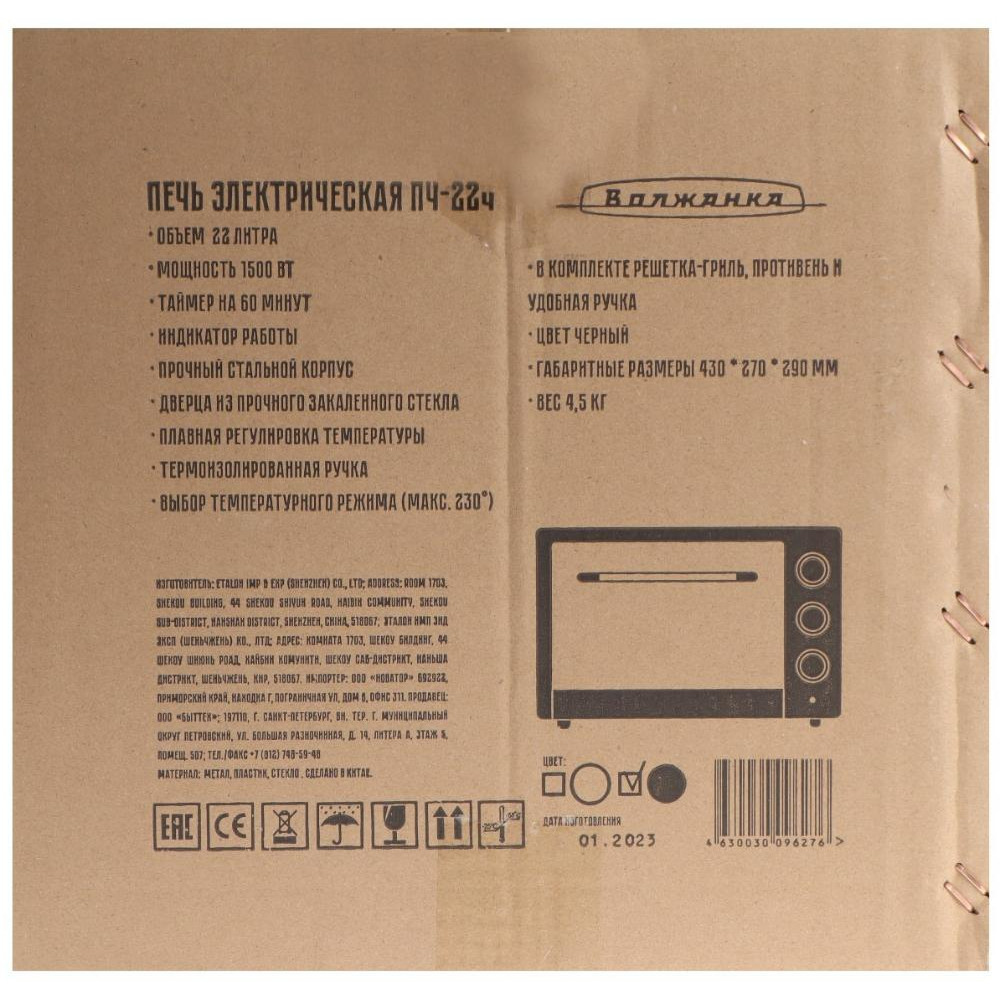 ПЕЧЬ ЭЛЕКТРИЧЕСКАЯ ПЧ-22ч
• ОБЪЕМ 22 ЛИТРА
• МОЩНОСТЬ 1500 ВТ
• ТАЙМЕР НА 60 МИНУТ
• ИНДИКАТОР РАБОТЫ
• ПРОЧНЫЙ СТАЛЬНОЙ КОРПУС
• ДВЕРЦА ИЗ ПРОЧНОГО ЗАКАЛЕННОГО СТЕКЛА
• ПЛАВНАЯ РЕГУЛИРОВКА ТЕМПЕРАТУРЫ
• ТЕРМОИЗОЛИРОВАННАЯ РУЧКА
• ВЫБОР ТЕМПЕРАТУРНОГО РЕЖИМА (МАКС. 230°)
Волжанка
• В КОМПЛЕКТЕ РЕШЕТКА-ГРИЛЬ, ПРОТИВЕНЬ И
УДОБНАЯ РУЧКА
• ЦВЕТ ЧЕРНЫЙ
• ГАБАРИТНЫЕ РАЗМЕРЫ 430 * 270 * 290 ММ
• ВЕС 4,5 КГ
ИЗГОТОВИТЕЛЬ: ETALON IMP & EXP (SHENZHEN) CO., LTD; ADDRESS: ROOM 1703,
SHEKOU BUILDING, 44 SHEKOU SHIYUN ROAD, HAIBIN COMMUNITY, SHEKOU
SUB-DISTRICT, NANSHAN DISTRICT, SHENZHEN, CHINA, 518067; ЭТАЛОН ИМП ЭНД
ЭКСП (ШЕНЬЧЖЕНЬ) КО., ЛТД; АДРЕС: КОМНАТА 1703, ШЕКОУ БИЛДИНГ, 44
ШЕКОУ ШИЮНЬ РОАД, ХАЙБИН КОМУНИТИ, ШЕКОУ САБ-ДИСТРИКТ, НАНЬША
ДИСТРИКТ, ШЕНЬЧЖЕНЬ, КНР, 518067. ИМПОРТЕР: ООО «НОВАТОР» 692922,
ПРИМОРСКИЙ КРАЙ, НАХОДКА Г, ПОГРАНИЧНАЯ УЛ, ДОМ 6, ОФИС 311. ПРОДАВЕЦ:
ООО «БЫТТЕК»; 197110, Г. САНКТ-ПЕТЕРБУРГ, ВН. ТЕР. Г. МУНИЦИПАЛЬНЫЙ
ОКРУГ ПЕТРОВСКИЙ, УЛ. БОЛЬШАЯ РАЗНОЧИННАЯ, Д. 14, ЛИТЕРА А, ЭТАЖ 5,
ПОМЕЩ. 507; ТЕЛ./ФАКС +7 (812) 748-59-48
МАТЕРИАЛ: МЕТАЛ, ПЛАСТИК, СТЕКЛО. СДЕЛАНО В КИТАЕ.
EAC CE
ЦВЕТ:
ДАТА ИЗГОТОВЛЕНИЯ
01.2023
4 630030 096276 >